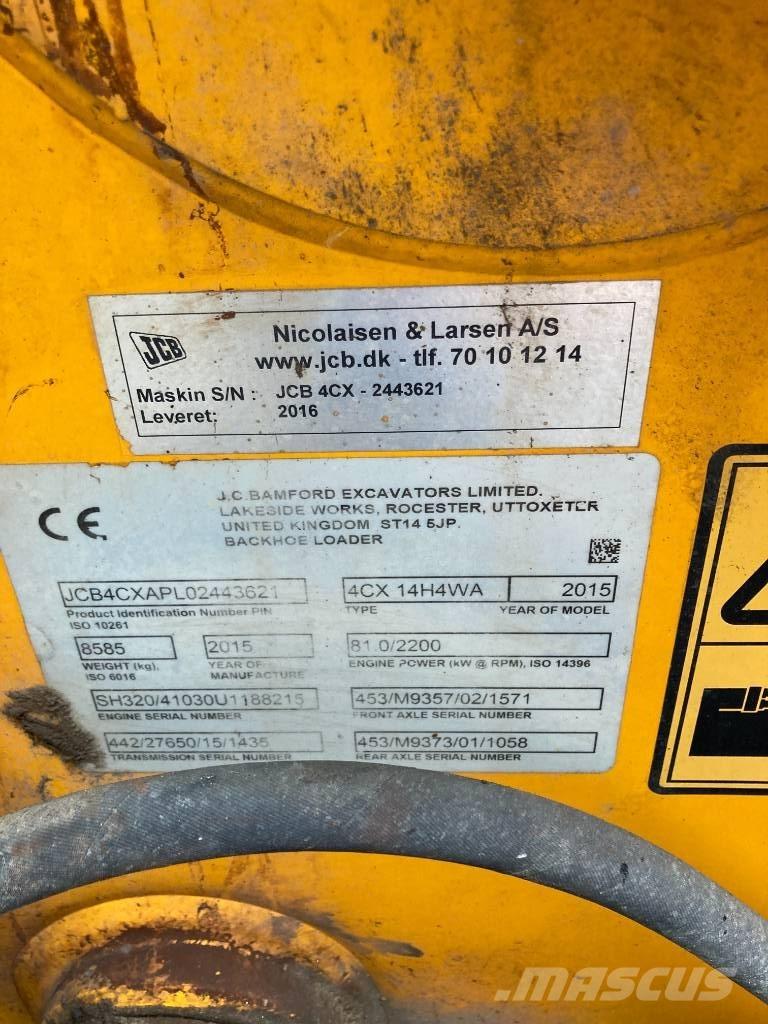 JCB
Nicolaisen & Larsen A/S
www.jcb.dk - tlf. 70 10 12 14
Maskin S/N : JCB 4CX - 2443621
Leveret: 2016
CE
J.C.BAMFORD EXCAVATORS LIMITED.
LAKESIDE WORKS, ROCESTER, UTTOXETER
UNITED KINGDOM ST14 5JP.
BACKHOE LOADER
JCB4CXAPL02443621 4CX 14H4WA 2015
Product Identification Number PIN TYPE YEAR OF MODEL
ISO 10261
8585 2015 81.0/2200
WEIGHT (kg), YEAR OF ENGINE POWER (kW @ RPM), ISO 14396
ISO 6016 MANUFACTURE
SH320/41030U1188215 453/M9357/02/1571
ENGINE SERIAL NUMBER FRONT AXLE SERIAL NUMBER
442/27650/15/1435 453/M9373/01/1058
TRANSMISSION SERIAL NUMBER REAR AXLE SERIAL NUMBER
MASCUS